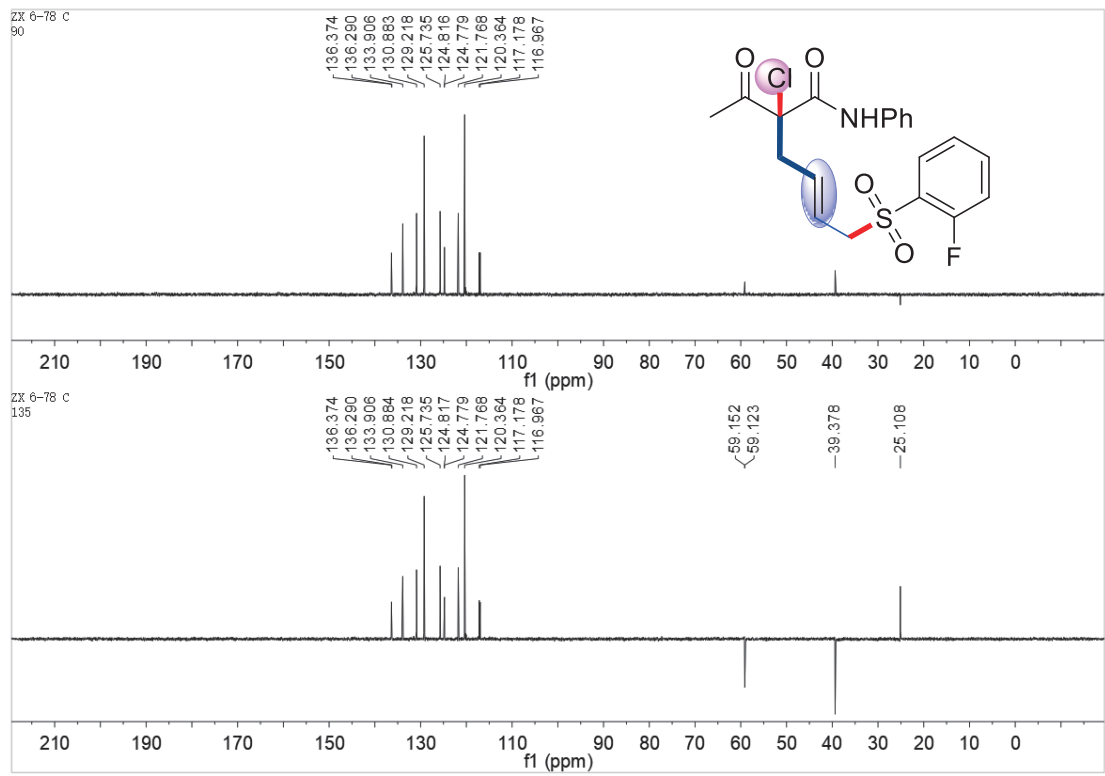 ZX 6-78 C
90
136.374
136.290
133.906
130.883
129.218
125.735
124.816
124.779
121.768
120.364
117.178
116.967
O
Cl
O
NHPh
O
S
O
F
210 190 170 150 130 110 90 80 70 60 50 40 30 20 10 0
f1 (ppm)
ZX 6-78 C
135
136.374
136.290
133.906
130.884
129.218
125.735
124.817
124.779
121.768
120.364
117.178
116.967
59.152
59.123
39.378
25.108
210 190 170 150 130 110 90 80 70 60 50 40 30 20 10 0
f1 (ppm)